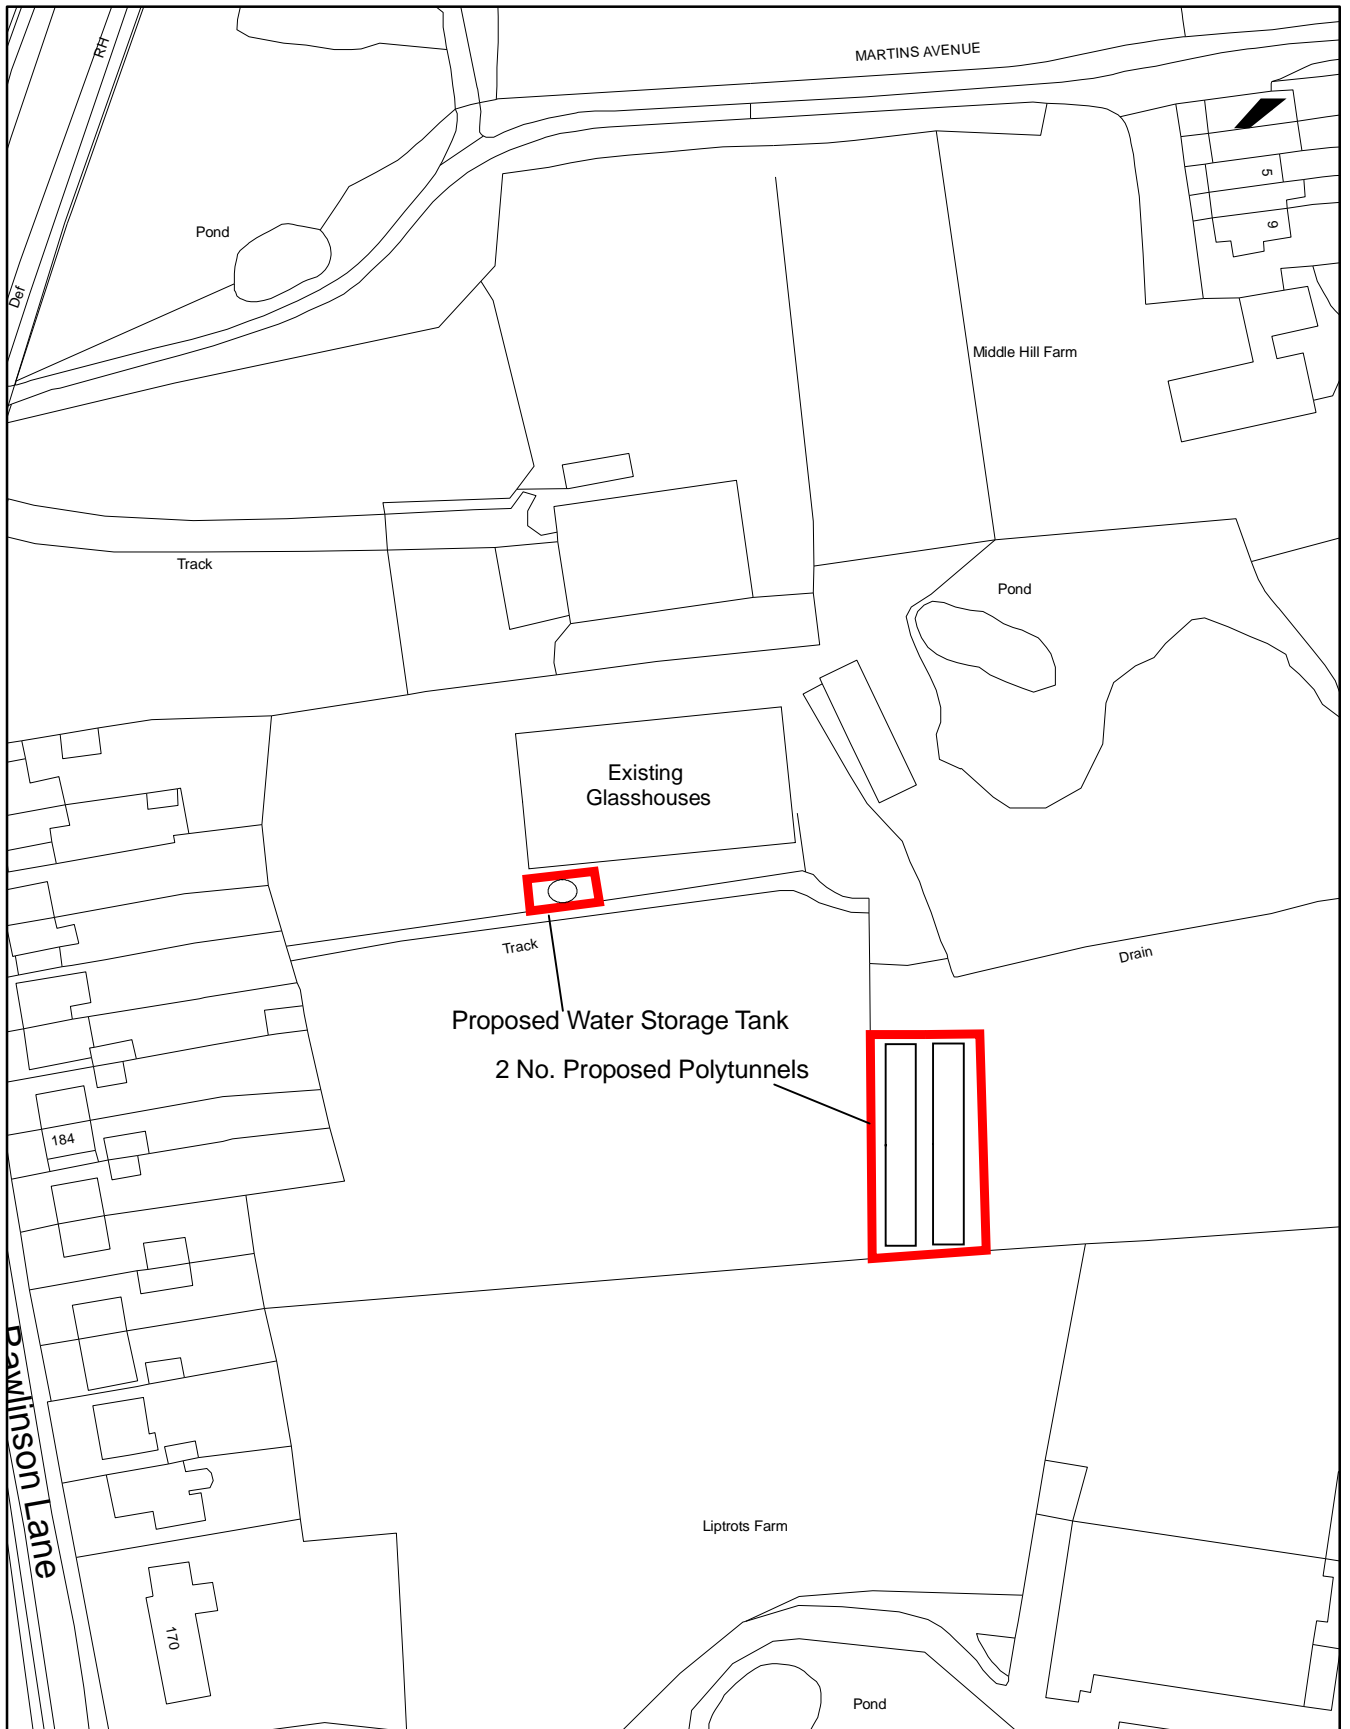 RH
MARTINS AVENUE
5
9
Pond
Def
Middle Hill Farm
Track
Pond
Existing
Glasshouses
Track
Drain
Proposed Water Storage Tank
2 No. Proposed Polytunnels
184
Rawlinson Lane
Liptrots Farm
170
Pond